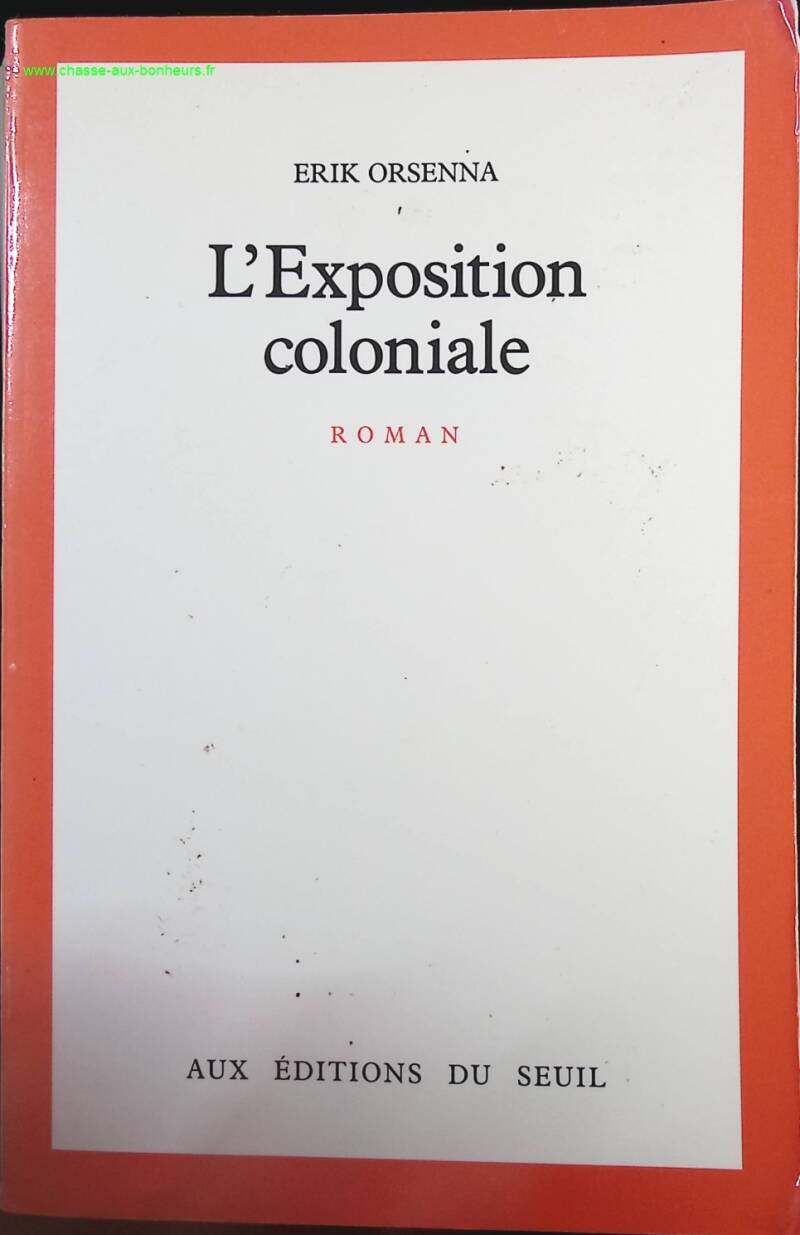 www.chasse-aux-bonheurs.fr
ERIK ORSENNA
L'Exposition
coloniale
ROMAN
AUX ÉDITIONS DU SEUIL